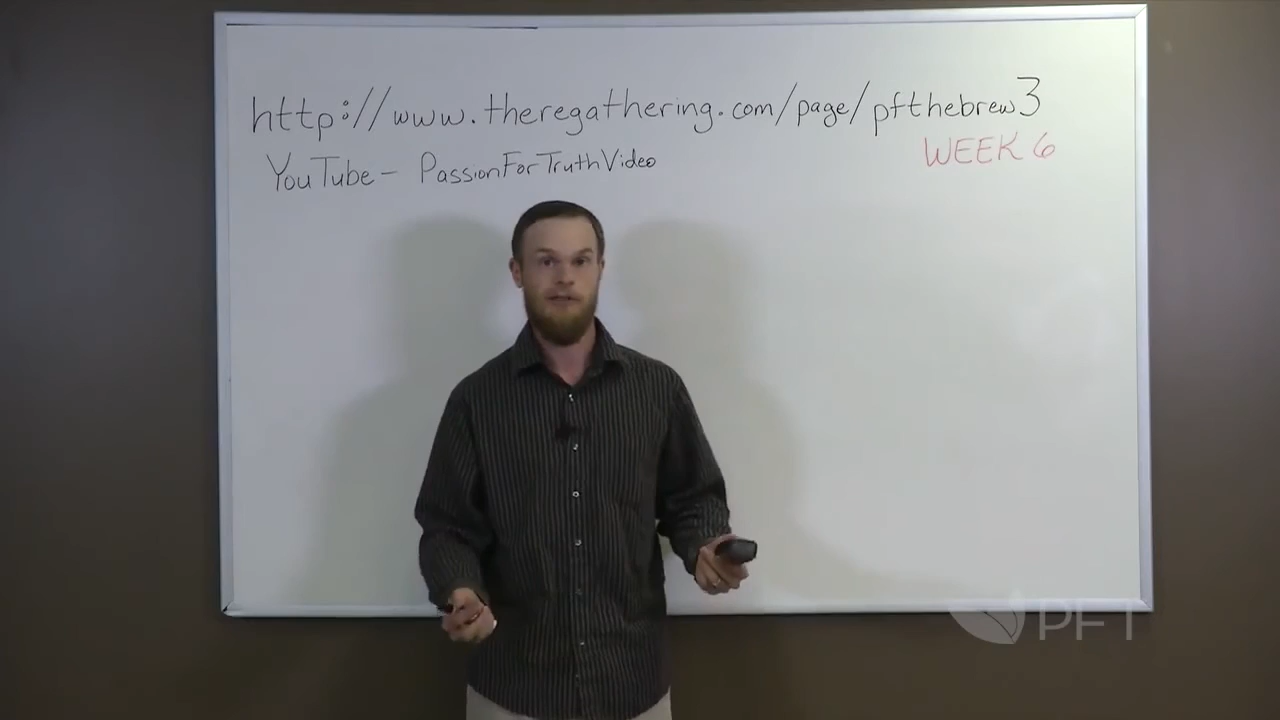 http://www.theregathering.com/page/pfthebrew3
WEEK 6
YouTube - PassionForTruthVideo
PFT